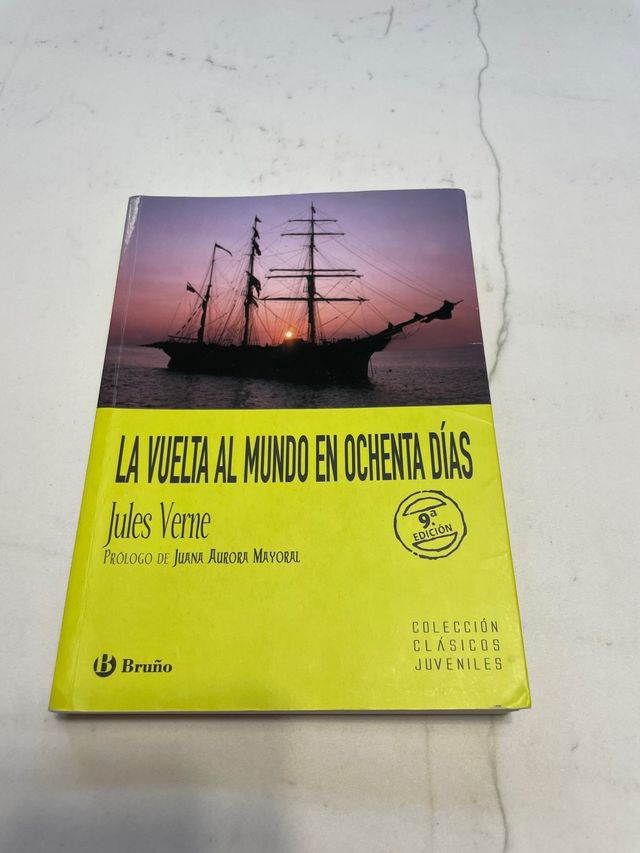 LA VUELTA AL MUNDO EN OCHENTA DÍAS
Jules Verne
PRÓLOGO DE JUANA AURORA MAYORAL
9.ª
EDICIÓN
B Bruño
COLECCIÓN
CLÁSICOS
JUVENILES